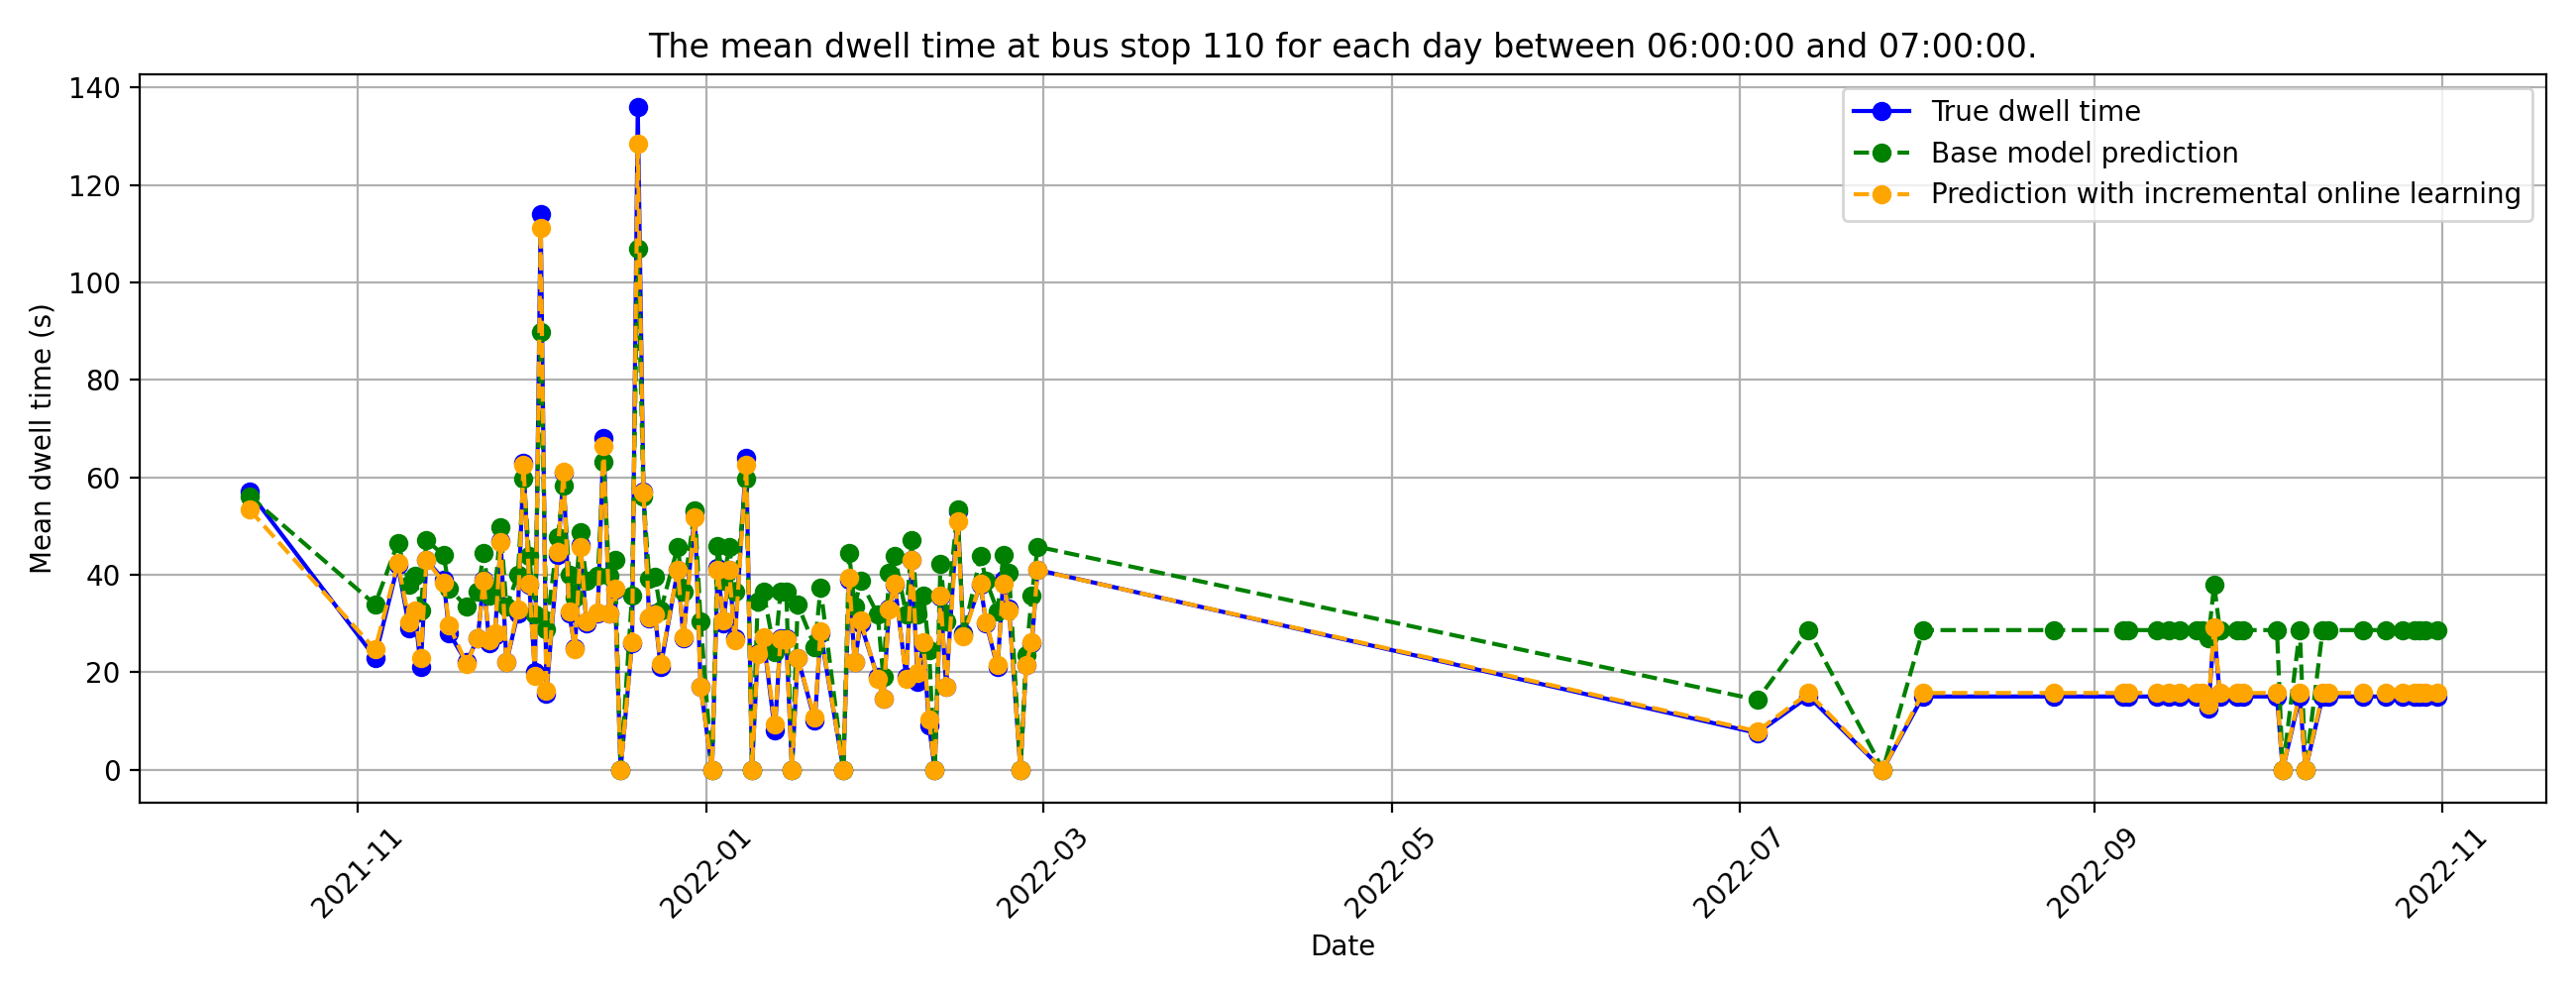 The mean dwell time at bus stop 110 for each day between 06:00:00 and 07:00:00.
Mean dwell time (s)
140
120
100
80
60
40
20
0
True dwell time
Base model prediction
Prediction with incremental online learning
2021-11
2022-01
2022-03
2022-05
2022-07
2022-09
2022-11
Date